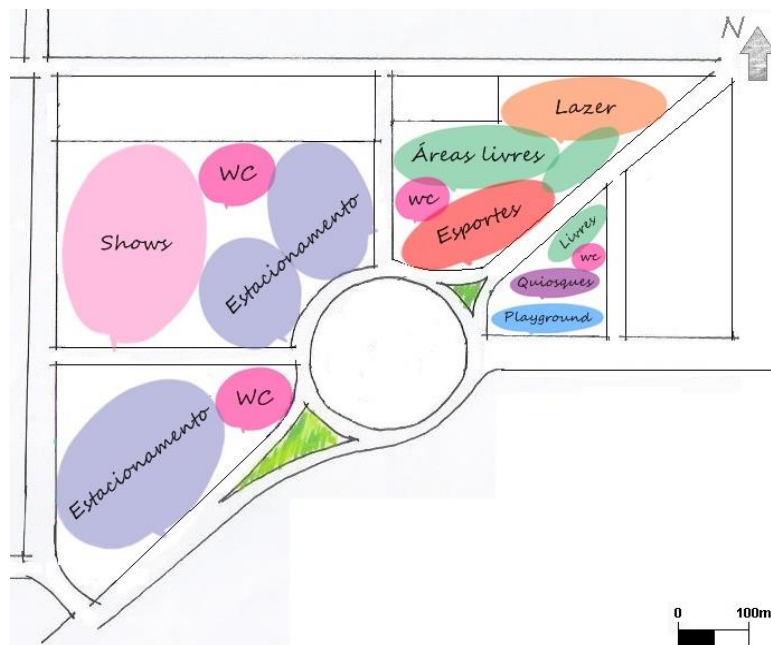 N
Lazer
Áreas livres
WC
Estacionamento
Shows
wc
Esportes
Livres
wc
Quiosques
Playground
WC
Estacionamento
0 100m